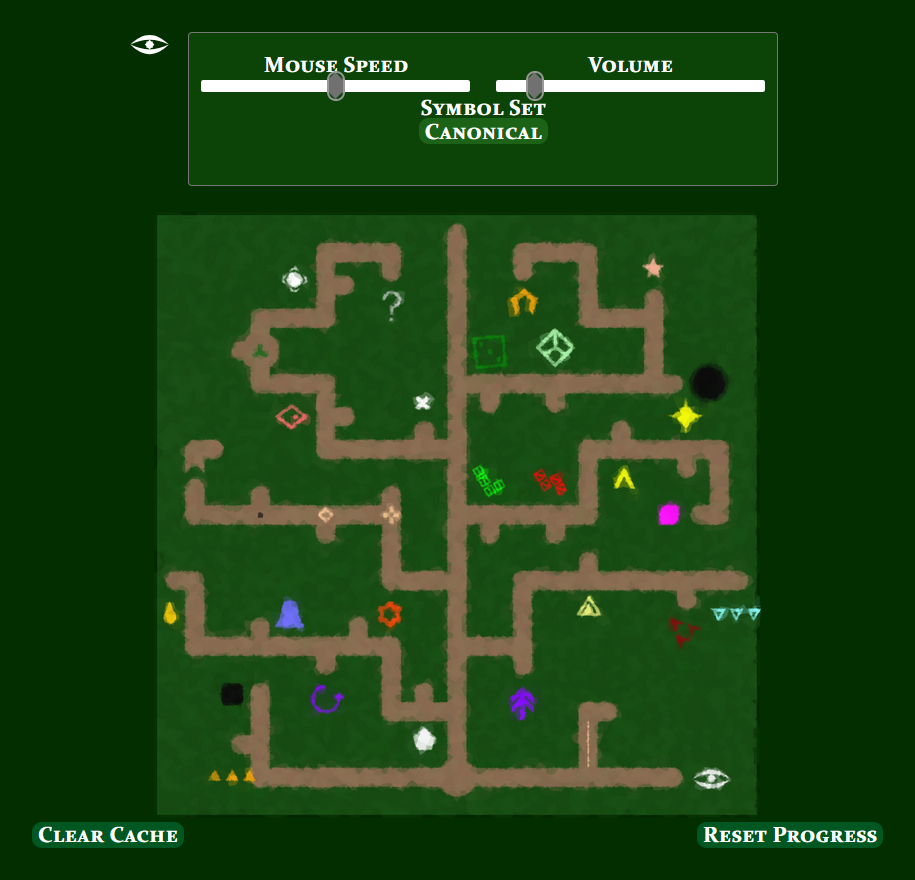 Mouse Speed
Volume
Symbol Set
Canonical
?
Clear Cache
Reset Progress